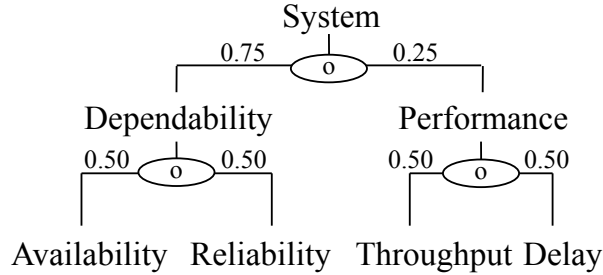 System
0.75 o 0.25
Dependability Performance
0.50 o 0.50 0.50 o 0.50
Availability Reliability Throughput Delay